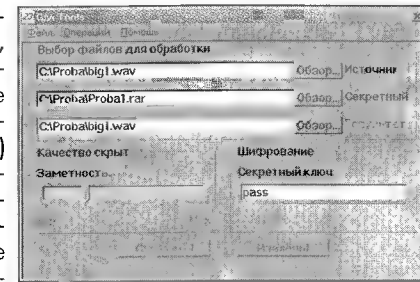 Файл Операции Помощь
Выбор файлов для обработки
C:\Proba\big1.wav Обзор... Источник
C:\Proba\Proba1.rar Обзор... Секретный
C:\Proba\big1.wav Обзор...
Качество скрыт Шифрование
Заметность Секретный ключ
pass